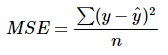 MSE = ∑(y − ŷ)² / n